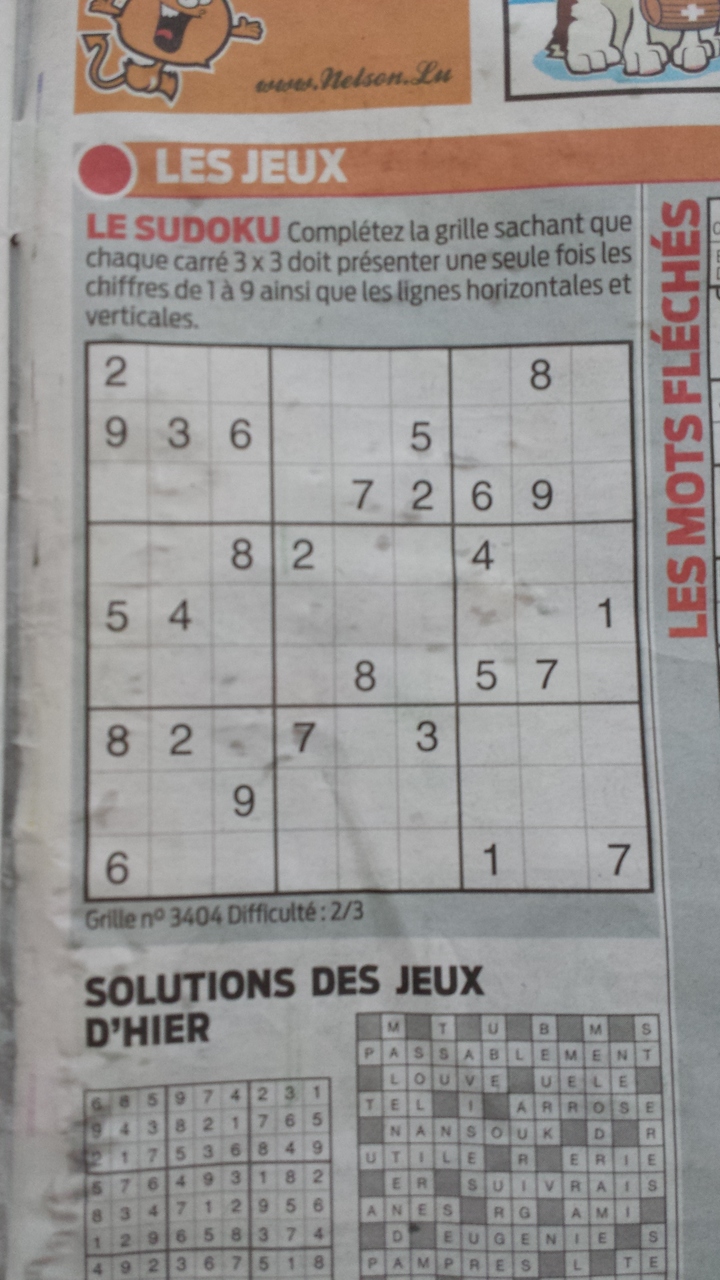 www.Nelson.Lu
LES JEUX
LE SUDOKU Complétez la grille sachant que
chaque carré 3 x 3 doit présenter une seule fois les
chiffres de 1 à 9 ainsi que les lignes horizontales et
verticales.
2 8
9 3 6 5
7 2 6 9
8 2 4
5 4 1
8 5 7
8 2 7 3
9
6 1 7
Grille nº 3404 Difficulté : 2/3
LES MOTS FLÉCHÉS
SOLUTIONS DES JEUX
D'HIER
6 8 5 9 7 4 2 3 1
9 4 3 8 2 1 7 6 5
2 1 7 5 3 6 8 4 9
5 7 6 4 9 3 1 8 2
8 3 4 7 1 2 9 5 6
1 2 9 6 5 8 3 7 4
4 9 2 3 6 7 5 1 8
M T U B M S
P A S S A B L E M E N T
L O U V E U E L E
T E L I A R R O S E
N A N S O U K D R
U T I L E R E R I E
E R S U I V R A I S
A N E S R G A M I
D E U G E N I E S
P A M P R E S L T E